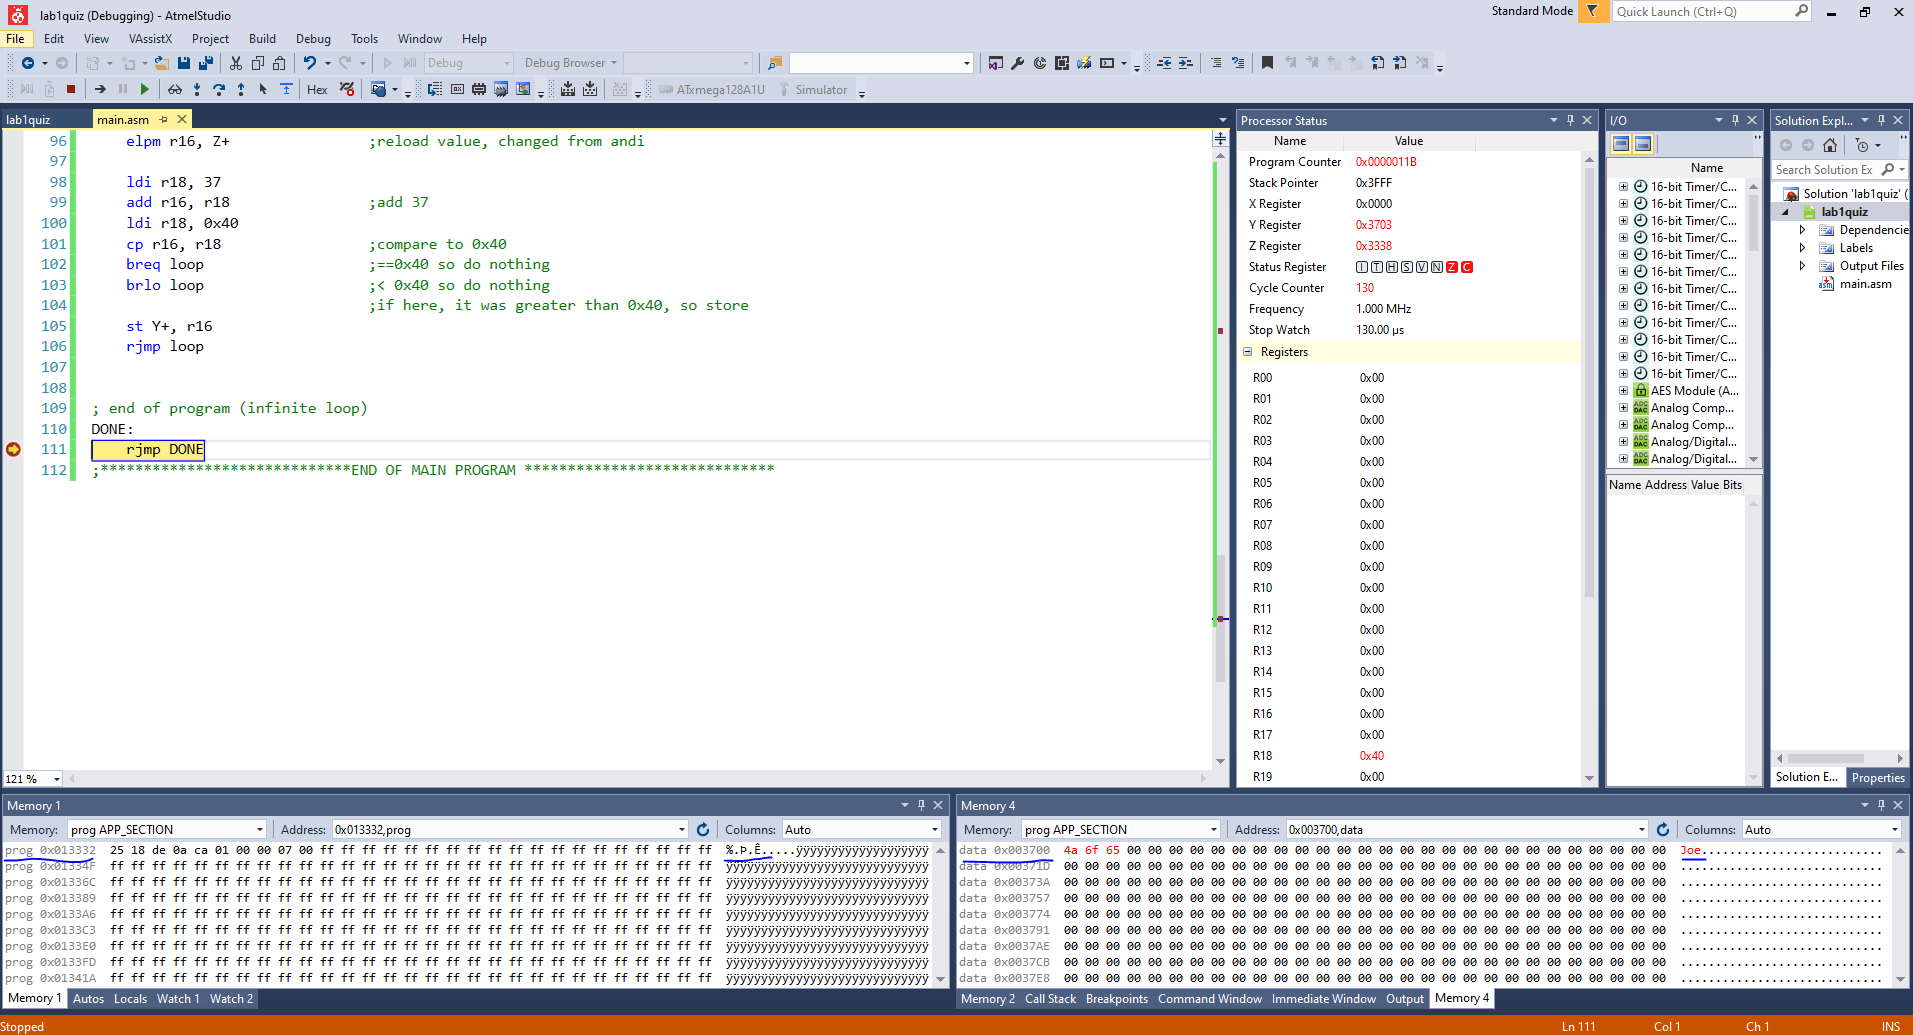 lab1quiz (Debugging) - AtmelStudio
Standard Mode
Quick Launch (Ctrl+Q)
File Edit View VAssistX Project Build Debug Tools Window Help
Debug
Debug Browser
Hex
ATxmega128A1U
Simulator
lab1quiz
main.asm
96 elpm r16, Z+ ;reload value, changed from andi
97
98 ldi r18, 37
99 add r16, r18 ;add 37
100 ldi r18, 0x40
101 cp r16, r18 ;compare to 0x40
102 breq loop ;==0x40 so do nothing
103 brlo loop ;< 0x40 so do nothing
104 ;if here, it was greater than 0x40, so store
105 st Y+, r16
106 rjmp loop
107
108
109 ; end of program (infinite loop)
110 DONE:
111 rjmp DONE
112 ;*****************************END OF MAIN PROGRAM *****************************
121 %
Processor Status
Name Value
Program Counter 0x0000011B
Stack Pointer 0x3FFF
X Register 0x0000
Y Register 0x3703
Z Register 0x3338
Status Register I T H S V N Z C
Cycle Counter 130
Frequency 1.000 MHz
Stop Watch 130.00 µs
Registers
R00 0x00
R01 0x00
R02 0x00
R03 0x00
R04 0x00
R05 0x00
R06 0x00
R07 0x00
R08 0x00
R09 0x00
R10 0x00
R11 0x00
R12 0x00
R13 0x00
R14 0x00
R15 0x00
R16 0x00
R17 0x00
R18 0x40
R19 0x00
I/O
Name
16-bit Timer/C...
16-bit Timer/C...
16-bit Timer/C...
16-bit Timer/C...
16-bit Timer/C...
16-bit Timer/C...
16-bit Timer/C...
16-bit Timer/C...
16-bit Timer/C...
16-bit Timer/C...
16-bit Timer/C...
16-bit Timer/C...
AES Module (A...
Analog Comp...
Analog Comp...
Analog/Digital...
Analog/Digital...
Name Address Value Bits
Solution Expl...
Search Solution Ex
Solution 'lab1quiz' (
lab1quiz
Dependencie
Labels
Output Files
main.asm
Solution E... Properties
Memory 1
Memory: prog APP_SECTION Address: 0x013332,prog Columns: Auto
prog 0x013332 25 18 de 0a ca 01 00 00 07 00 ff ff ff ff ff ff ff ff ff ff ff ff ff ff ff ff ff ff ff %.Þ.Ê.....ÿÿÿÿÿÿÿÿÿÿÿÿÿÿÿÿÿÿÿ
prog 0x01334F ff ff ff ff ff ff ff ff ff ff ff ff ff ff ff ff ff ff ff ff ff ff ff ff ff ff ff ff ff ÿÿÿÿÿÿÿÿÿÿÿÿÿÿÿÿÿÿÿÿÿÿÿÿÿÿÿÿÿ
prog 0x01336C ff ff ff ff ff ff ff ff ff ff ff ff ff ff ff ff ff ff ff ff ff ff ff ff ff ff ff ff ff ÿÿÿÿÿÿÿÿÿÿÿÿÿÿÿÿÿÿÿÿÿÿÿÿÿÿÿÿÿ
prog 0x013389 ff ff ff ff ff ff ff ff ff ff ff ff ff ff ff ff ff ff ff ff ff ff ff ff ff ff ff ff ff ÿÿÿÿÿÿÿÿÿÿÿÿÿÿÿÿÿÿÿÿÿÿÿÿÿÿÿÿÿ
prog 0x0133A6 ff ff ff ff ff ff ff ff ff ff ff ff ff ff ff ff ff ff ff ff ff ff ff ff ff ff ff ff ff ÿÿÿÿÿÿÿÿÿÿÿÿÿÿÿÿÿÿÿÿÿÿÿÿÿÿÿÿÿ
prog 0x0133C3 ff ff ff ff ff ff ff ff ff ff ff ff ff ff ff ff ff ff ff ff ff ff ff ff ff ff ff ff ff ÿÿÿÿÿÿÿÿÿÿÿÿÿÿÿÿÿÿÿÿÿÿÿÿÿÿÿÿÿ
prog 0x0133E0 ff ff ff ff ff ff ff ff ff ff ff ff ff ff ff ff ff ff ff ff ff ff ff ff ff ff ff ff ff ÿÿÿÿÿÿÿÿÿÿÿÿÿÿÿÿÿÿÿÿÿÿÿÿÿÿÿÿÿ
prog 0x0133FD ff ff ff ff ff ff ff ff ff ff ff ff ff ff ff ff ff ff ff ff ff ff ff ff ff ff ff ff ff ÿÿÿÿÿÿÿÿÿÿÿÿÿÿÿÿÿÿÿÿÿÿÿÿÿÿÿÿÿ
prog 0x01341A ff ff ff ff ff ff ff ff ff ff ff ff ff ff ff ff ff ff ff ff ff ff ff ff ff ff ff ff ff ÿÿÿÿÿÿÿÿÿÿÿÿÿÿÿÿÿÿÿÿÿÿÿÿÿÿÿÿÿ
Memory 1 Autos Locals Watch 1 Watch 2
Memory 4
Memory: prog APP_SECTION Address: 0x003700,data Columns: Auto
data 0x003700 4a 6f 65 00 00 00 00 00 00 00 00 00 00 00 00 00 00 00 00 00 00 00 00 00 00 00 00 00 00 Joe..........................
data 0x00371D 00 00 00 00 00 00 00 00 00 00 00 00 00 00 00 00 00 00 00 00 00 00 00 00 00 00 00 00 00 .............................
data 0x00373A 00 00 00 00 00 00 00 00 00 00 00 00 00 00 00 00 00 00 00 00 00 00 00 00 00 00 00 00 00 .............................
data 0x003757 00 00 00 00 00 00 00 00 00 00 00 00 00 00 00 00 00 00 00 00 00 00 00 00 00 00 00 00 00 .............................
data 0x003774 00 00 00 00 00 00 00 00 00 00 00 00 00 00 00 00 00 00 00 00 00 00 00 00 00 00 00 00 00 .............................
data 0x003791 00 00 00 00 00 00 00 00 00 00 00 00 00 00 00 00 00 00 00 00 00 00 00 00 00 00 00 00 00 .............................
data 0x0037AE 00 00 00 00 00 00 00 00 00 00 00 00 00 00 00 00 00 00 00 00 00 00 00 00 00 00 00 00 00 .............................
data 0x0037CB 00 00 00 00 00 00 00 00 00 00 00 00 00 00 00 00 00 00 00 00 00 00 00 00 00 00 00 00 00 .............................
data 0x0037E8 00 00 00 00 00 00 00 00 00 00 00 00 00 00 00 00 00 00 00 00 00 00 00 00 00 00 00 00 00 .............................
Memory 2 Call Stack Breakpoints Command Window Immediate Window Output Memory 4
Stopped
Ln 111 Col 1 Ch 1 INS